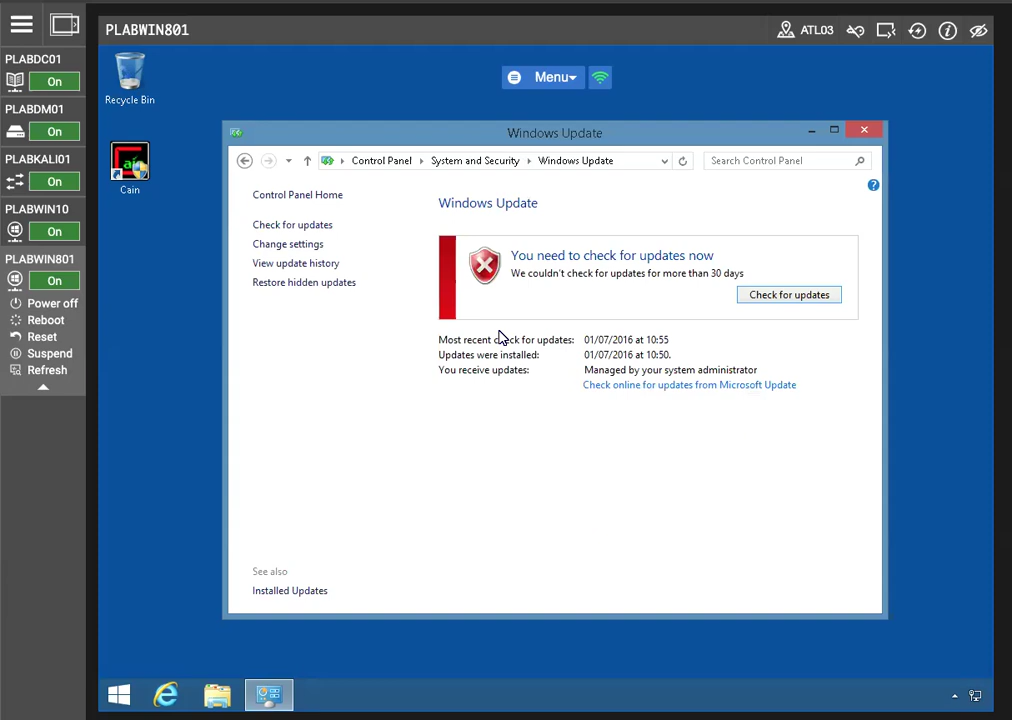 PLABWIN801
ATL03
PLABDC01
On
PLABDM01
On
PLABKALI01
On
PLABWIN10
On
PLABWIN801
On
Power off
Reboot
Reset
Suspend
Refresh
Recycle Bin
Cain
Menu
Windows Update
Control Panel System and Security Windows Update
Search Control Panel
Control Panel Home
Check for updates
Change settings
View update history
Restore hidden updates
See also
Installed Updates
Windows Update
You need to check for updates now
We couldn't check for updates for more than 30 days
Check for updates
Most recent check for updates: 01/07/2016 at 10:55
Updates were installed: 01/07/2016 at 10:50.
You receive updates: Managed by your system administrator
Check online for updates from Microsoft Update